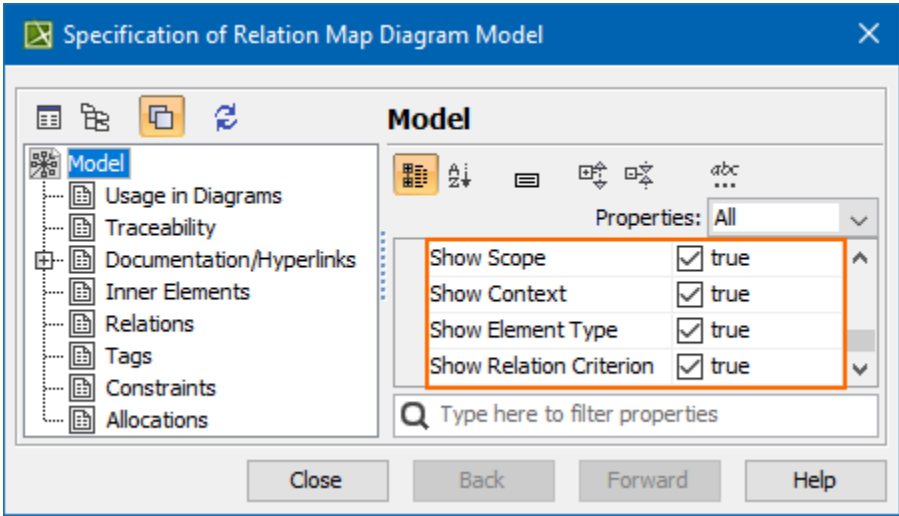 Specification of Relation Map Diagram Model
Model
Model
Usage in Diagrams
Traceability
Documentation/Hyperlinks
Inner Elements
Relations
Tags
Constraints
Allocations
A
Z
abc
Properties: All
Show Scope true
Show Context true
Show Element Type true
Show Relation Criterion true
Type here to filter properties
Close Back Forward Help